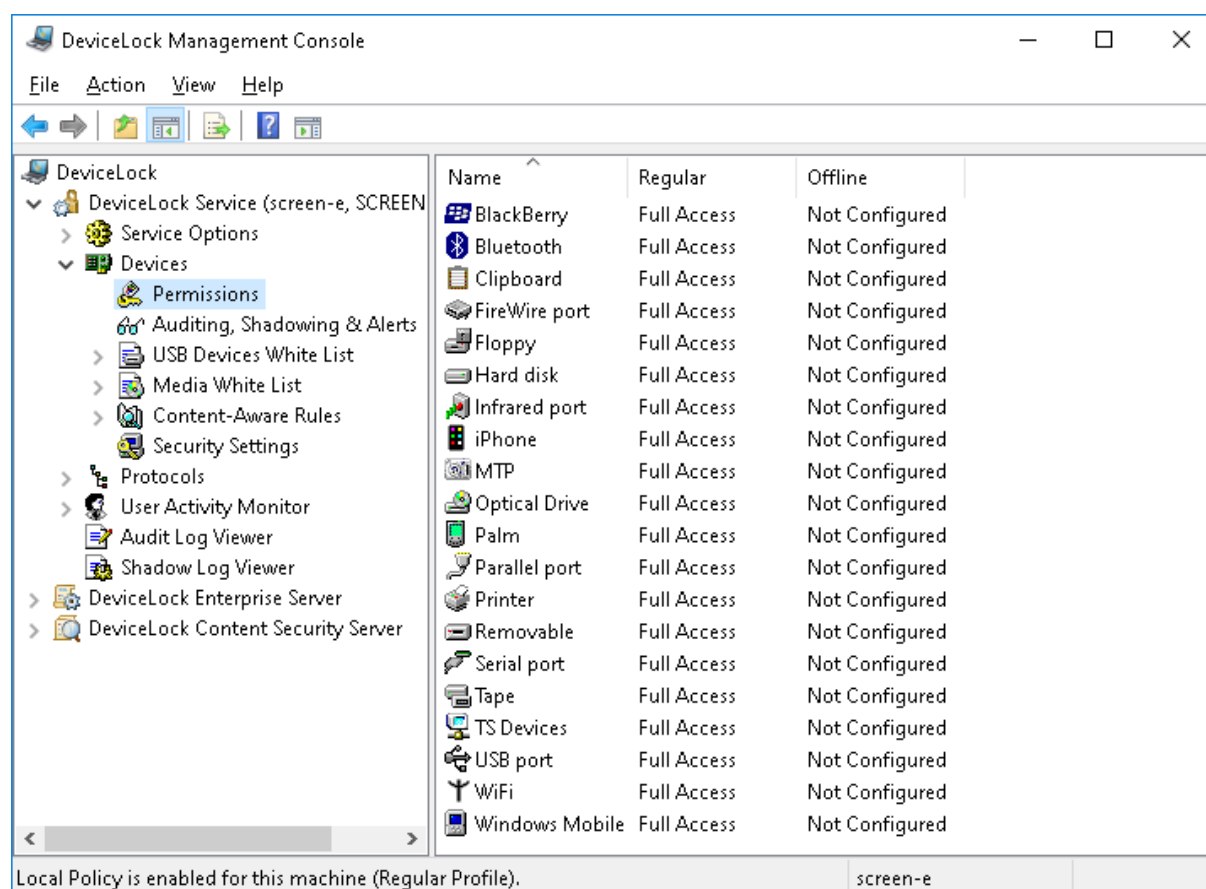 DeviceLock Management Console
File Action View Help
DeviceLock
DeviceLock Service (screen-e, SCREEN
Service Options
Devices
Permissions
Auditing, Shadowing & Alerts
USB Devices White List
Media White List
Content-Aware Rules
Security Settings
Protocols
User Activity Monitor
Audit Log Viewer
Shadow Log Viewer
DeviceLock Enterprise Server
DeviceLock Content Security Server
Name Regular Offline
BlackBerry Full Access Not Configured
Bluetooth Full Access Not Configured
Clipboard Full Access Not Configured
FireWire port Full Access Not Configured
Floppy Full Access Not Configured
Hard disk Full Access Not Configured
Infrared port Full Access Not Configured
iPhone Full Access Not Configured
MTP Full Access Not Configured
Optical Drive Full Access Not Configured
Palm Full Access Not Configured
Parallel port Full Access Not Configured
Printer Full Access Not Configured
Removable Full Access Not Configured
Serial port Full Access Not Configured
Tape Full Access Not Configured
TS Devices Full Access Not Configured
USB port Full Access Not Configured
WiFi Full Access Not Configured
Windows Mobile Full Access Not Configured
Local Policy is enabled for this machine (Regular Profile). screen-e